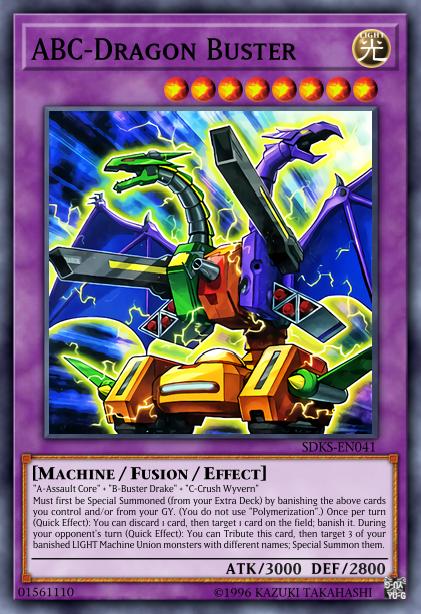 ABC-Dragon Buster
LIGHT
光
SDKS-EN041
[Machine / Fusion / Effect]
"A-Assault Core" + "B-Buster Drake" + "C-Crush Wyvern"
Must first be Special Summoned (from your Extra Deck) by banishing the above cards
you control and/or from your GY. (You do not use "Polymerization".) Once per turn
(Quick Effect): You can discard 1 card, then target 1 card on the field; banish it. During
your opponent's turn (Quick Effect): You can Tribute this card, then target 3 of your
banished LIGHT Machine Union monsters with different names; Special Summon them.
ATK/3000 DEF/2800
01561110
©1996 KAZUKI TAKAHASHI